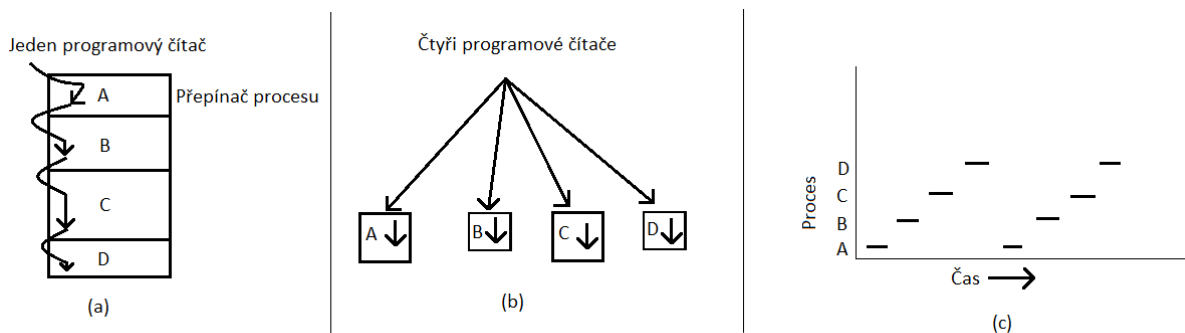 Jeden programový čítač
A
Přepínač procesu
B
C
D
(a)
Čtyři programové čítače
A
B
C
D
(b)
D
C
B
A
Proces
Čas
(c)